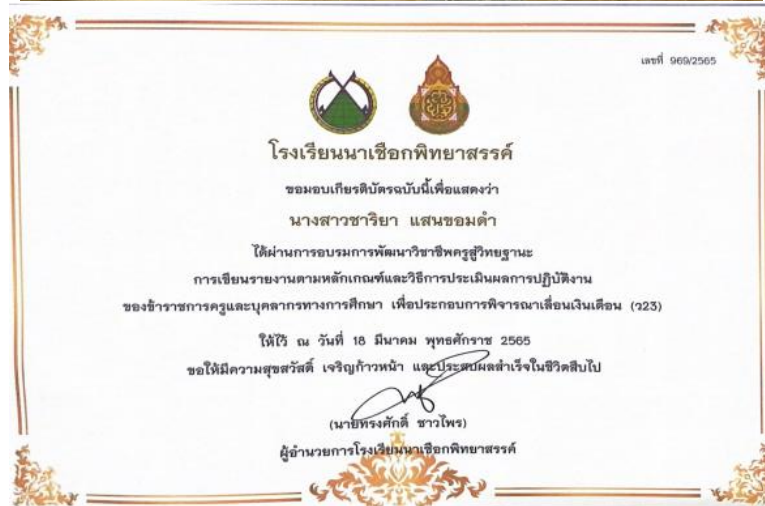 เลขที่ 969/2565
โรงเรียนนาเชือกพิทยาสรรค์
ขอมอบเกียรติบัตรฉบับนี้เพื่อแสดงว่า
นางสาวชาริยา แสนขอมดำ
ได้ผ่านการอบรมการพัฒนาวิชาชีพครูสู่วิทยฐานะ
การเขียนรายงานตามหลักเกณฑ์และวิธีการประเมินผลการปฏิบัติงาน
ของข้าราชการครูและบุคลากรทางการศึกษา เพื่อประกอบการพิจารณาเลื่อนเงินเดือน (ว23)
ให้ไว้ ณ วันที่ 18 มีนาคม พุทธศักราช 2565
ขอให้มีความสุขสวัสดิ์ เจริญก้าวหน้า และประสบผลสำเร็จในชีวิตสืบไป
(นายทรงศักดิ์ ชาวไพร)
ผู้อำนวยการโรงเรียนนาเชือกพิทยาสรรค์